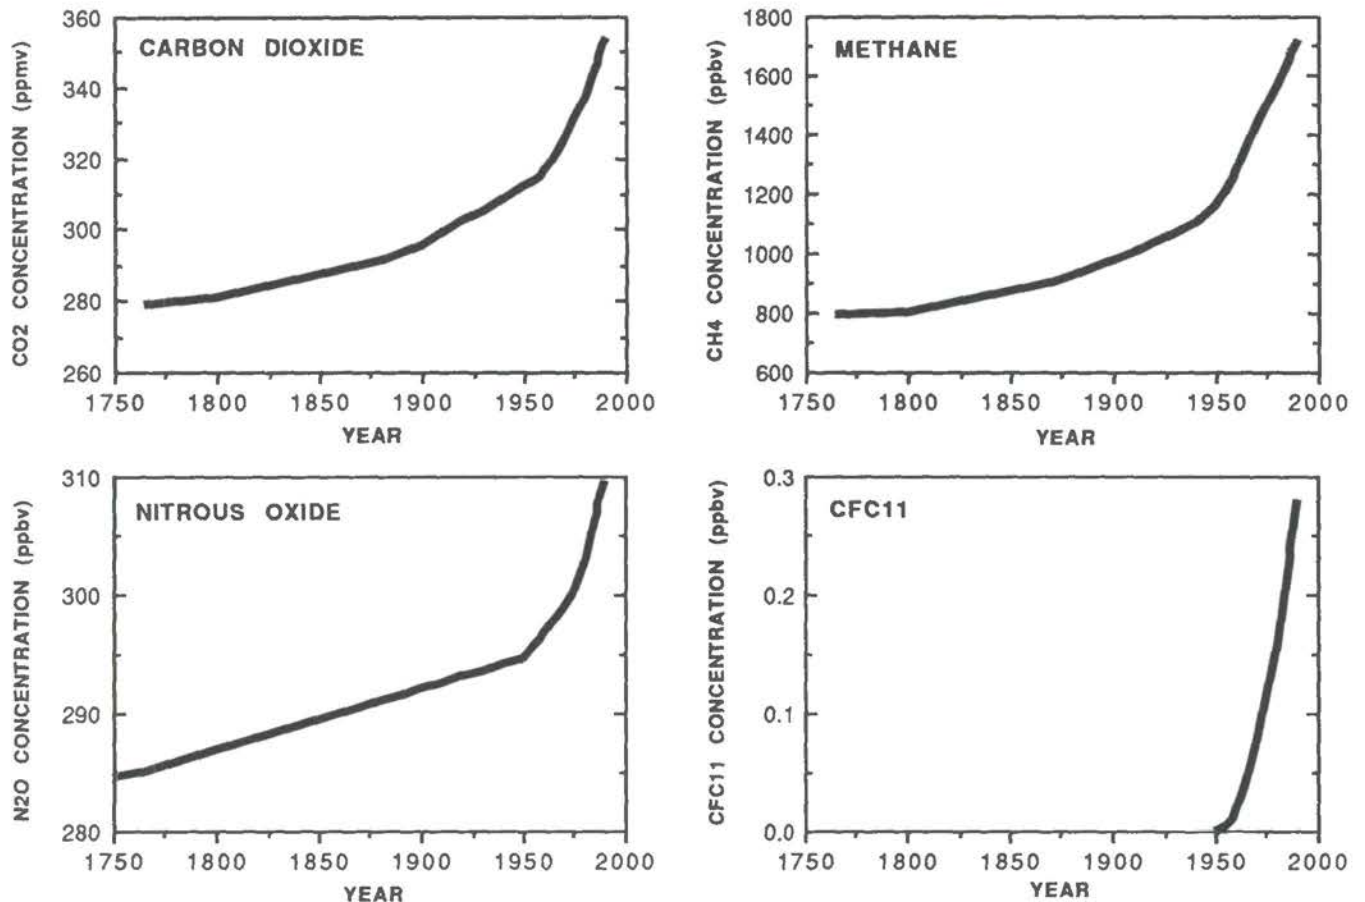 CARBON DIOXIDE
CO2 CONCENTRATION (ppmv)
360
340
320
300
280
260
1750 1800 1850 1900 1950 2000
YEAR
METHANE
CH4 CONCENTRATION (ppbv)
1800
1600
1400
1200
1000
800
600
1750 1800 1850 1900 1950 2000
YEAR
NITROUS OXIDE
N2O CONCENTRATION (ppbv)
310
300
290
280
1750 1800 1850 1900 1950 2000
YEAR
CFC11
CFC11 CONCENTRATION (ppbv)
0.3
0.2
0.1
0.0
1750 1800 1850 1900 1950 2000
YEAR